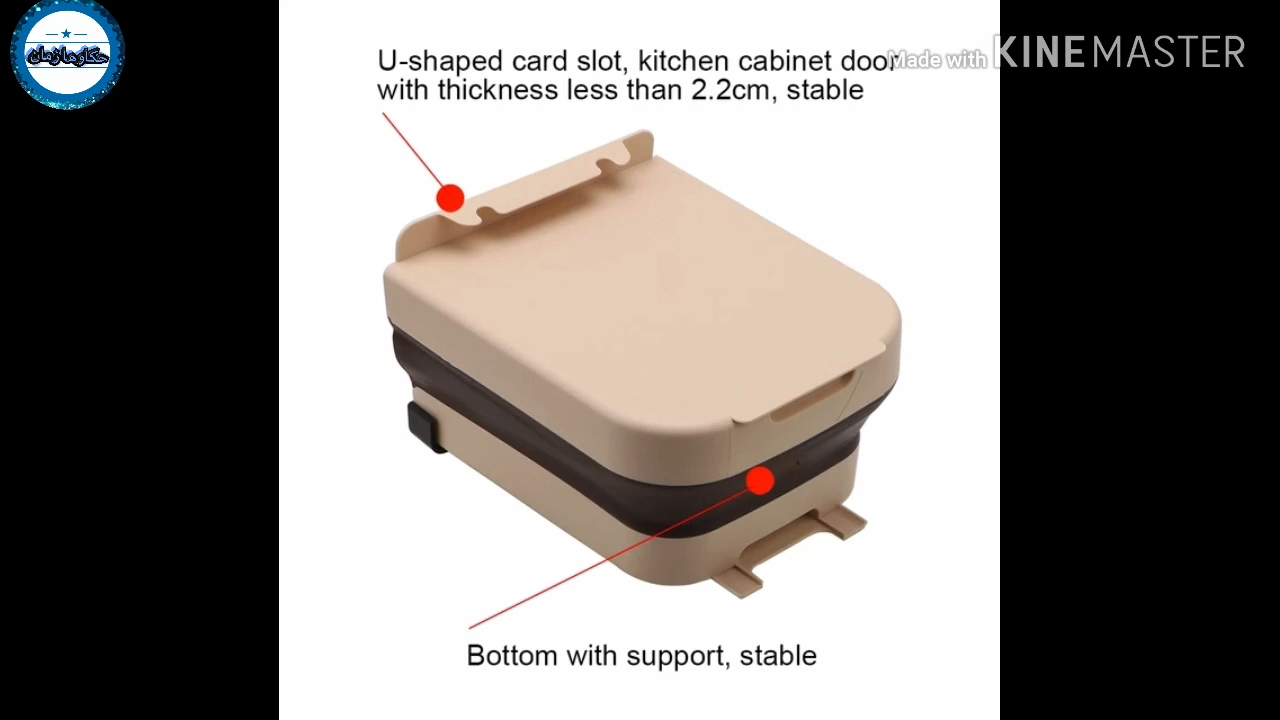 U-shaped card slot, kitchen cabinet door
with thickness less than 2.2cm, stable
Made with KINEMASTER
Bottom with support, stable